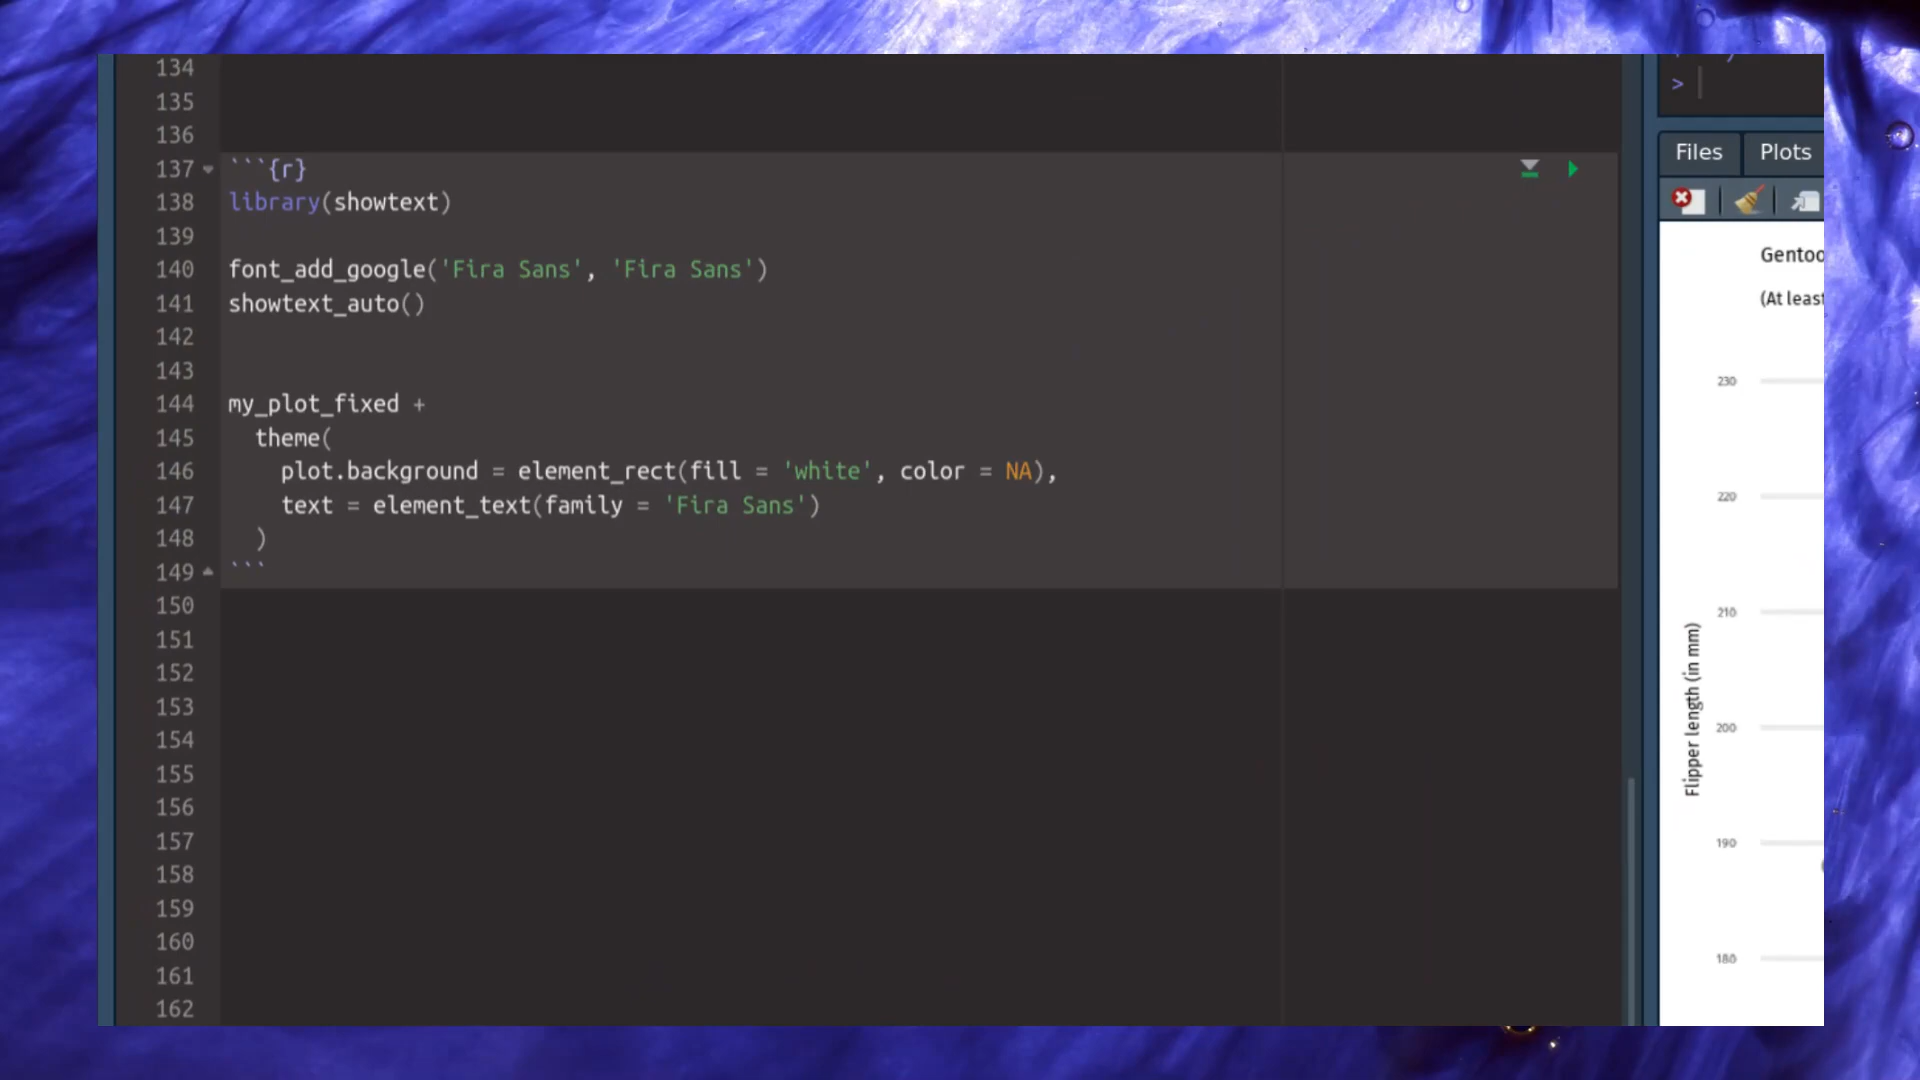 134
135
136
137 ```{r}
138 library(showtext)
139
140 font_add_google('Fira Sans', 'Fira Sans')
141 showtext_auto()
142
143
144 my_plot_fixed +
145 theme(
146 plot.background = element_rect(fill = 'white', color = NA),
147 text = element_text(family = 'Fira Sans')
148 )
149 ```
150
151
152
153
154
155
156
157
158
159
160
161
162
>
Files Plots
Gentoo
(At least
230
220
210
200
190
180
Flipper length (in mm)